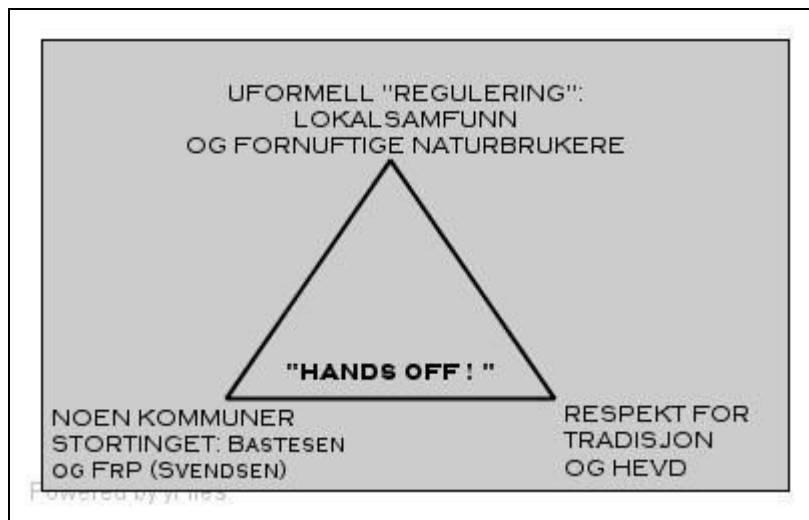 UFORMELL "REGULERING":
LOKALSAMFUNN
OG FORNUFTIGE NATURBRUKERE
"HANDS OFF ! "
NOEN KOMMUNER
STORTINGET: BASTESEN
OG FRP (SVENDSEN)
RESPEKT FOR
TRADISJON
OG HEVD
Powered by yFiles